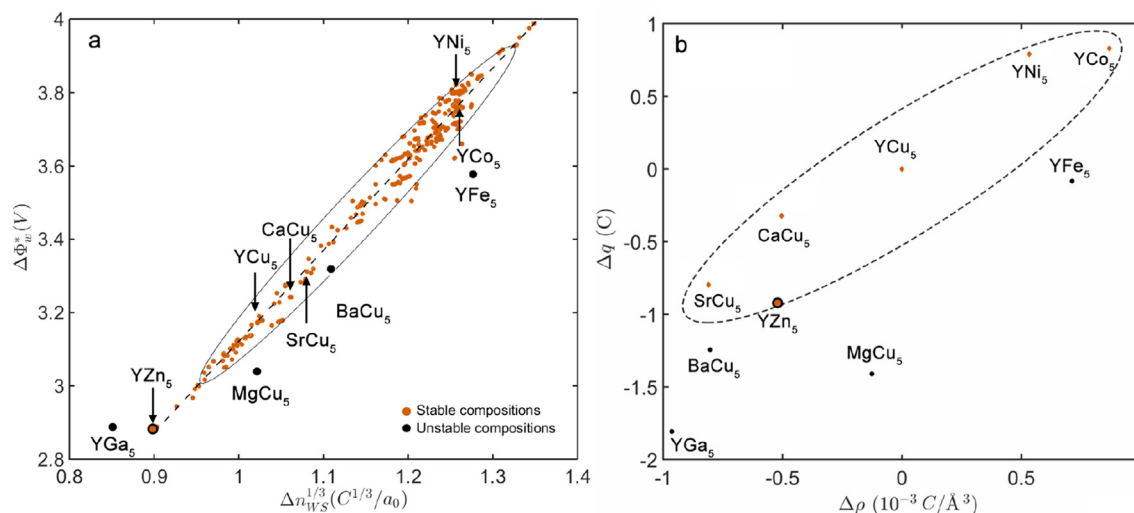 a
4
3.8
3.6
3.4
3.2
3
2.8
ΔΦ*w(V)
YNi5
YCo5
YFe5
CaCu5
YCu5
BaCu5
SrCu5
YZn5
MgCu5
YGa5
Stable compositions
Unstable compositions
0.8 0.9 1 1.1 1.2 1.3 1.4
Δn1/3WS(C1/3/a0)
b
1
0.5
0
-0.5
-1
-1.5
-2
Δq (C)
YNi5
YCo5
YCu5
YFe5
CaCu5
SrCu5
YZn5
BaCu5
MgCu5
YGa5
-1 -0.5 0 0.5
Δρ (10-3 C/Å3)